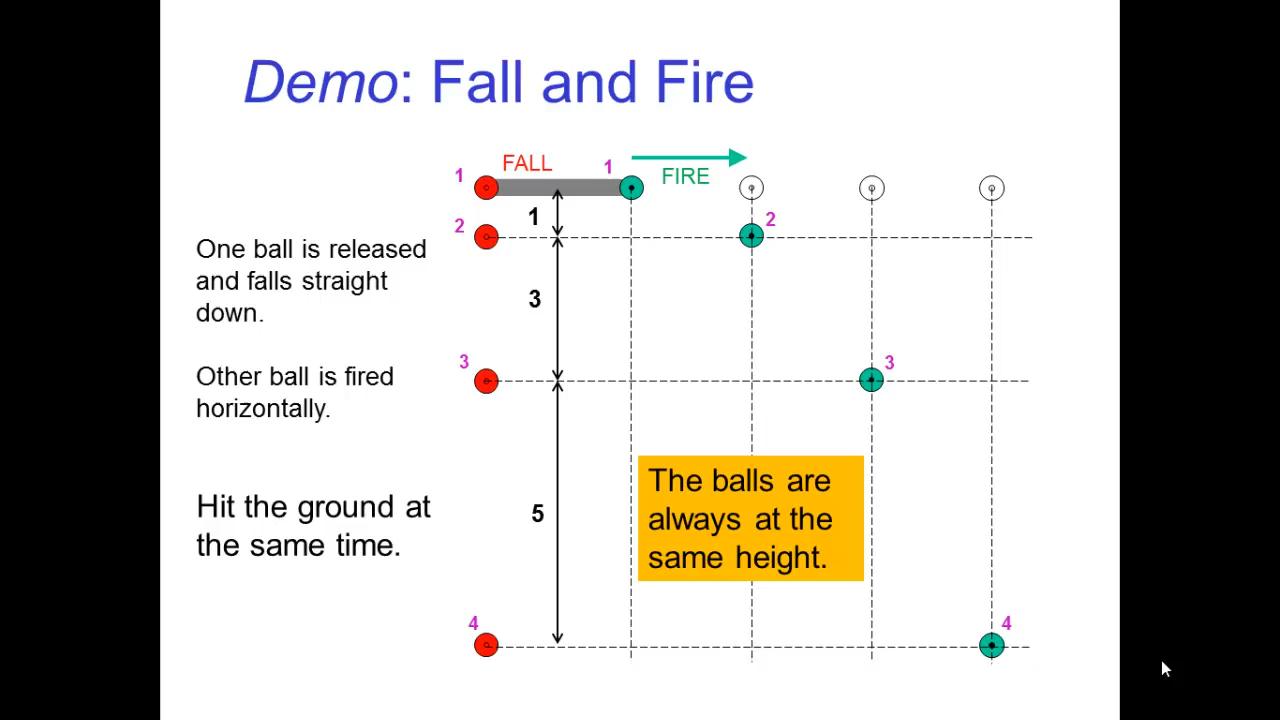 Demo: Fall and Fire
1
FALL
1
FIRE
1
2
2
One ball is released
and falls straight
down.
3
3
3
Other ball is fired
horizontally.
The balls are
always at the
same height.
Hit the ground at
the same time.
5
4
4